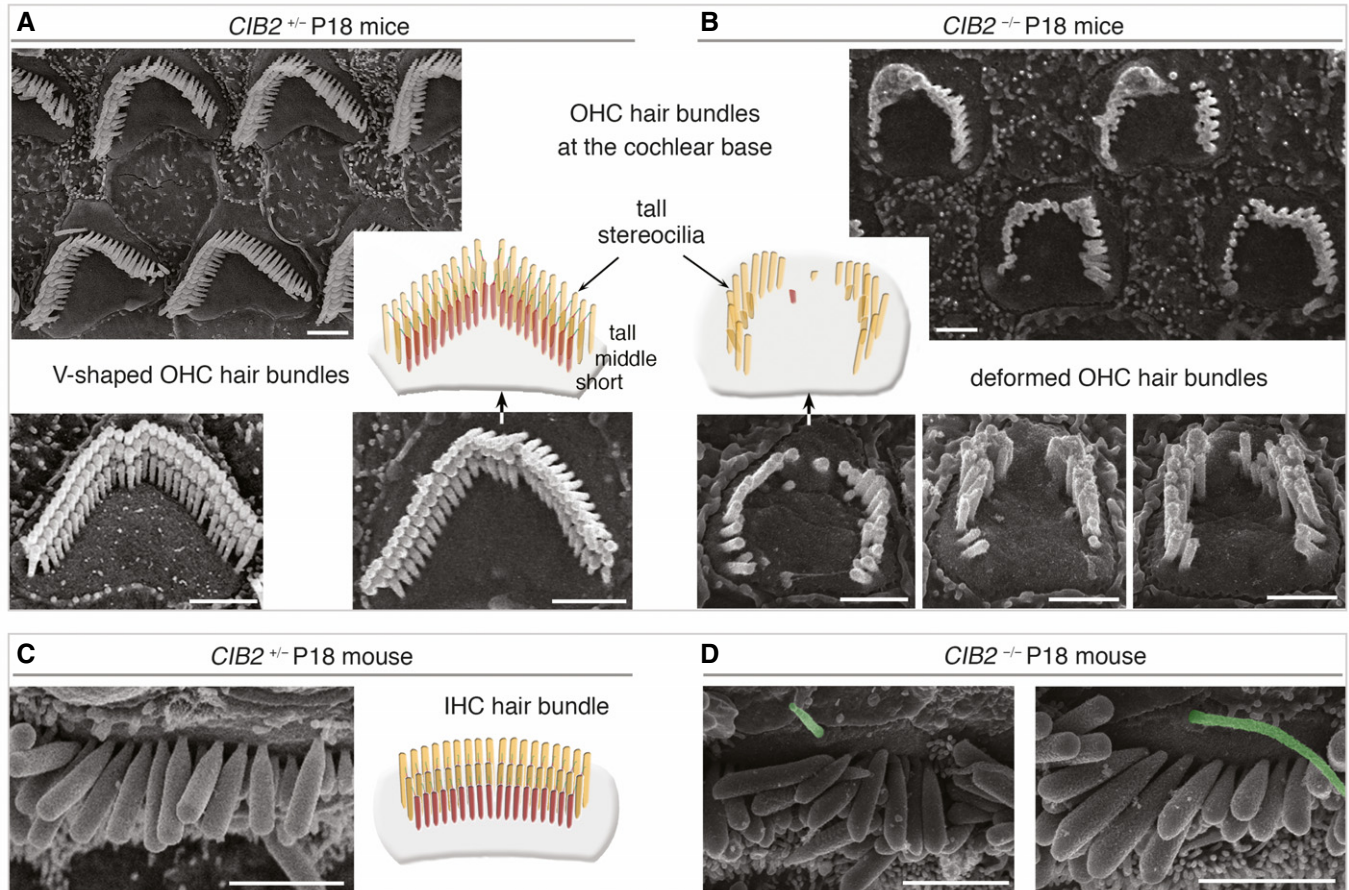 A
CIB2 +/– P18 mice
B
CIB2 –/– P18 mice
OHC hair bundles
at the cochlear base
tall
stereocilia
tall
middle
short
V-shaped OHC hair bundles
deformed OHC hair bundles
C
CIB2 +/– P18 mouse
D
CIB2 –/– P18 mouse
IHC hair bundle